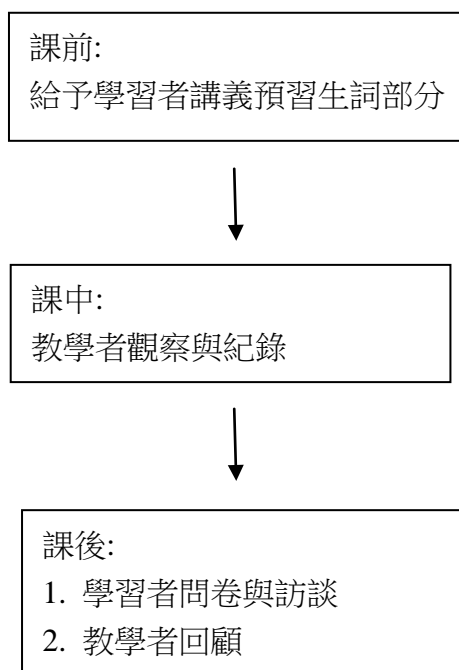 課前:
給予學習者講義預習生詞部分
課中:
教學者觀察與紀錄
課後:
1. 學習者問卷與訪談
2. 教學者回顧